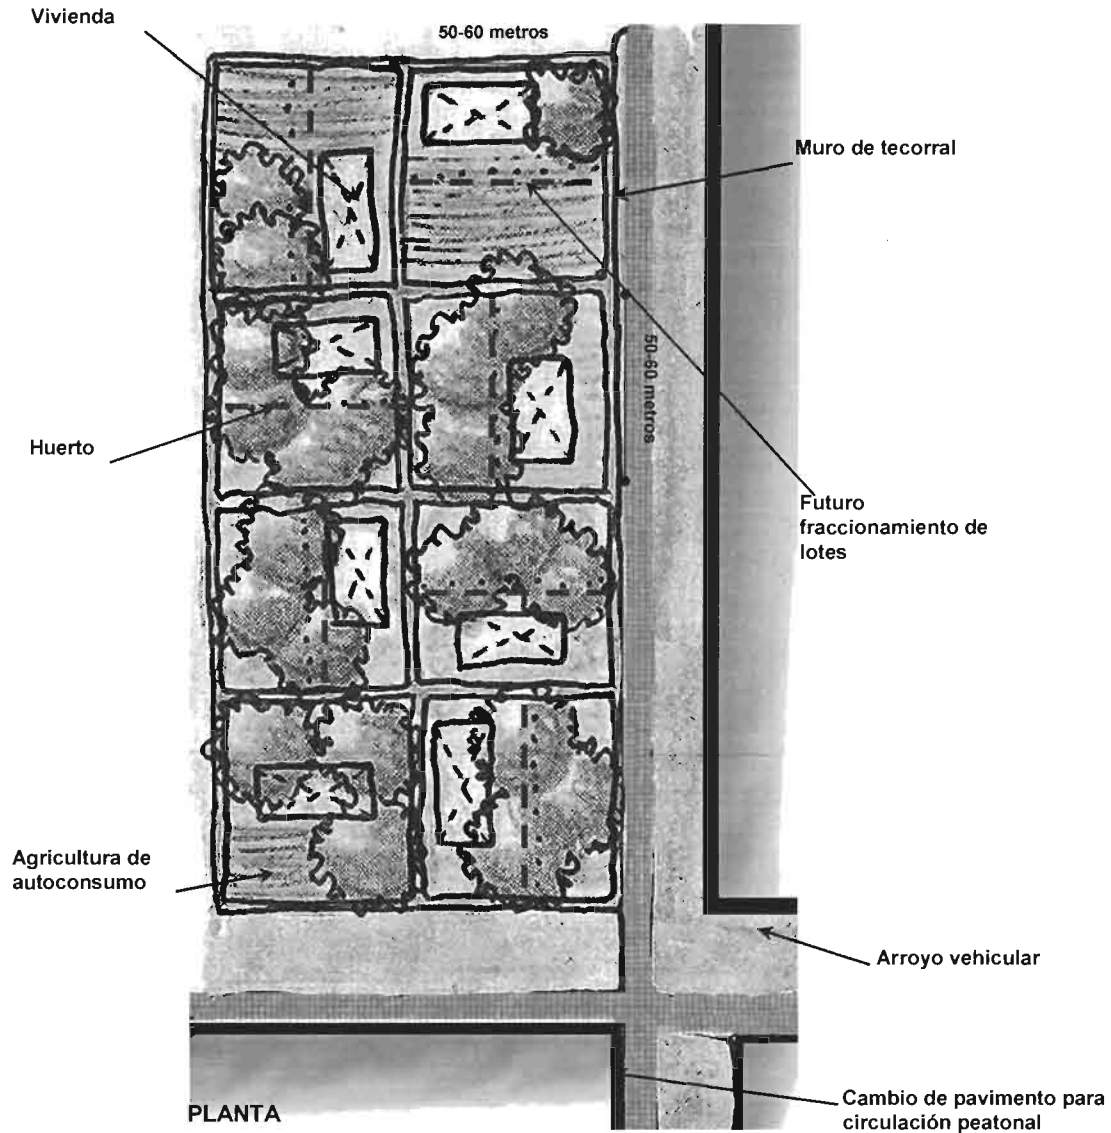 Vivienda
50-60 metros
Muro de tecorral
50-60 metros
Huerto
Futuro
fraccionamiento de
lotes
Agricultura de
autoconsumo
Arroyo vehicular
PLANTA
Cambio de pavimento para
circulación peatonal